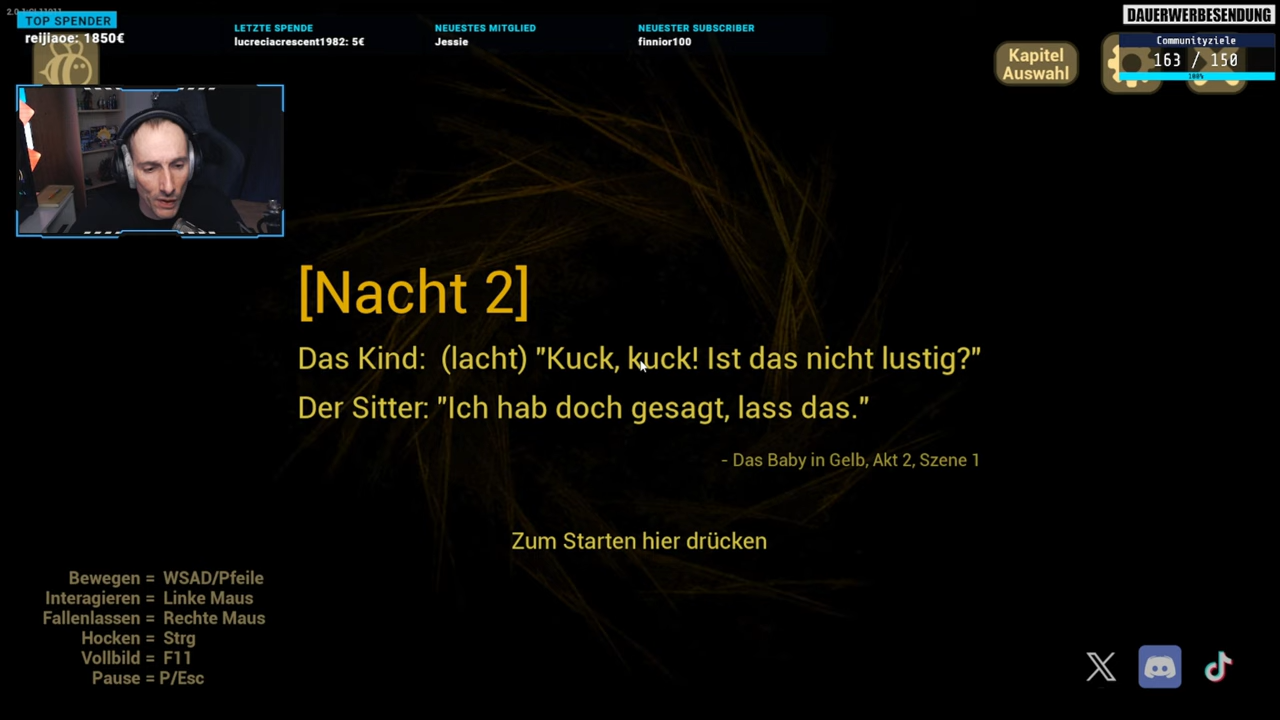 TOP SPENDER
reijiaoe: 1850€
LETZTE SPENDE
lucreciacrescent1982: 5€
NEUESTES MITGLIED
Jessie
NEUESTER SUBSCRIBER
finnior100
DAUERWERBESENDUNG
Communityziele
163 / 150
100%
Kapitel
Auswahl
[Nacht 2]
Das Kind: (lacht) "Kuck, kuck! Ist das nicht lustig?"
Der Sitter: "Ich hab doch gesagt, lass das."
- Das Baby in Gelb, Akt 2, Szene 1
Zum Starten hier drücken
Bewegen = WSAD/Pfeile
Interagieren = Linke Maus
Fallenlassen = Rechte Maus
Hocken = Strg
Vollbild = F11
Pause = P/Esc